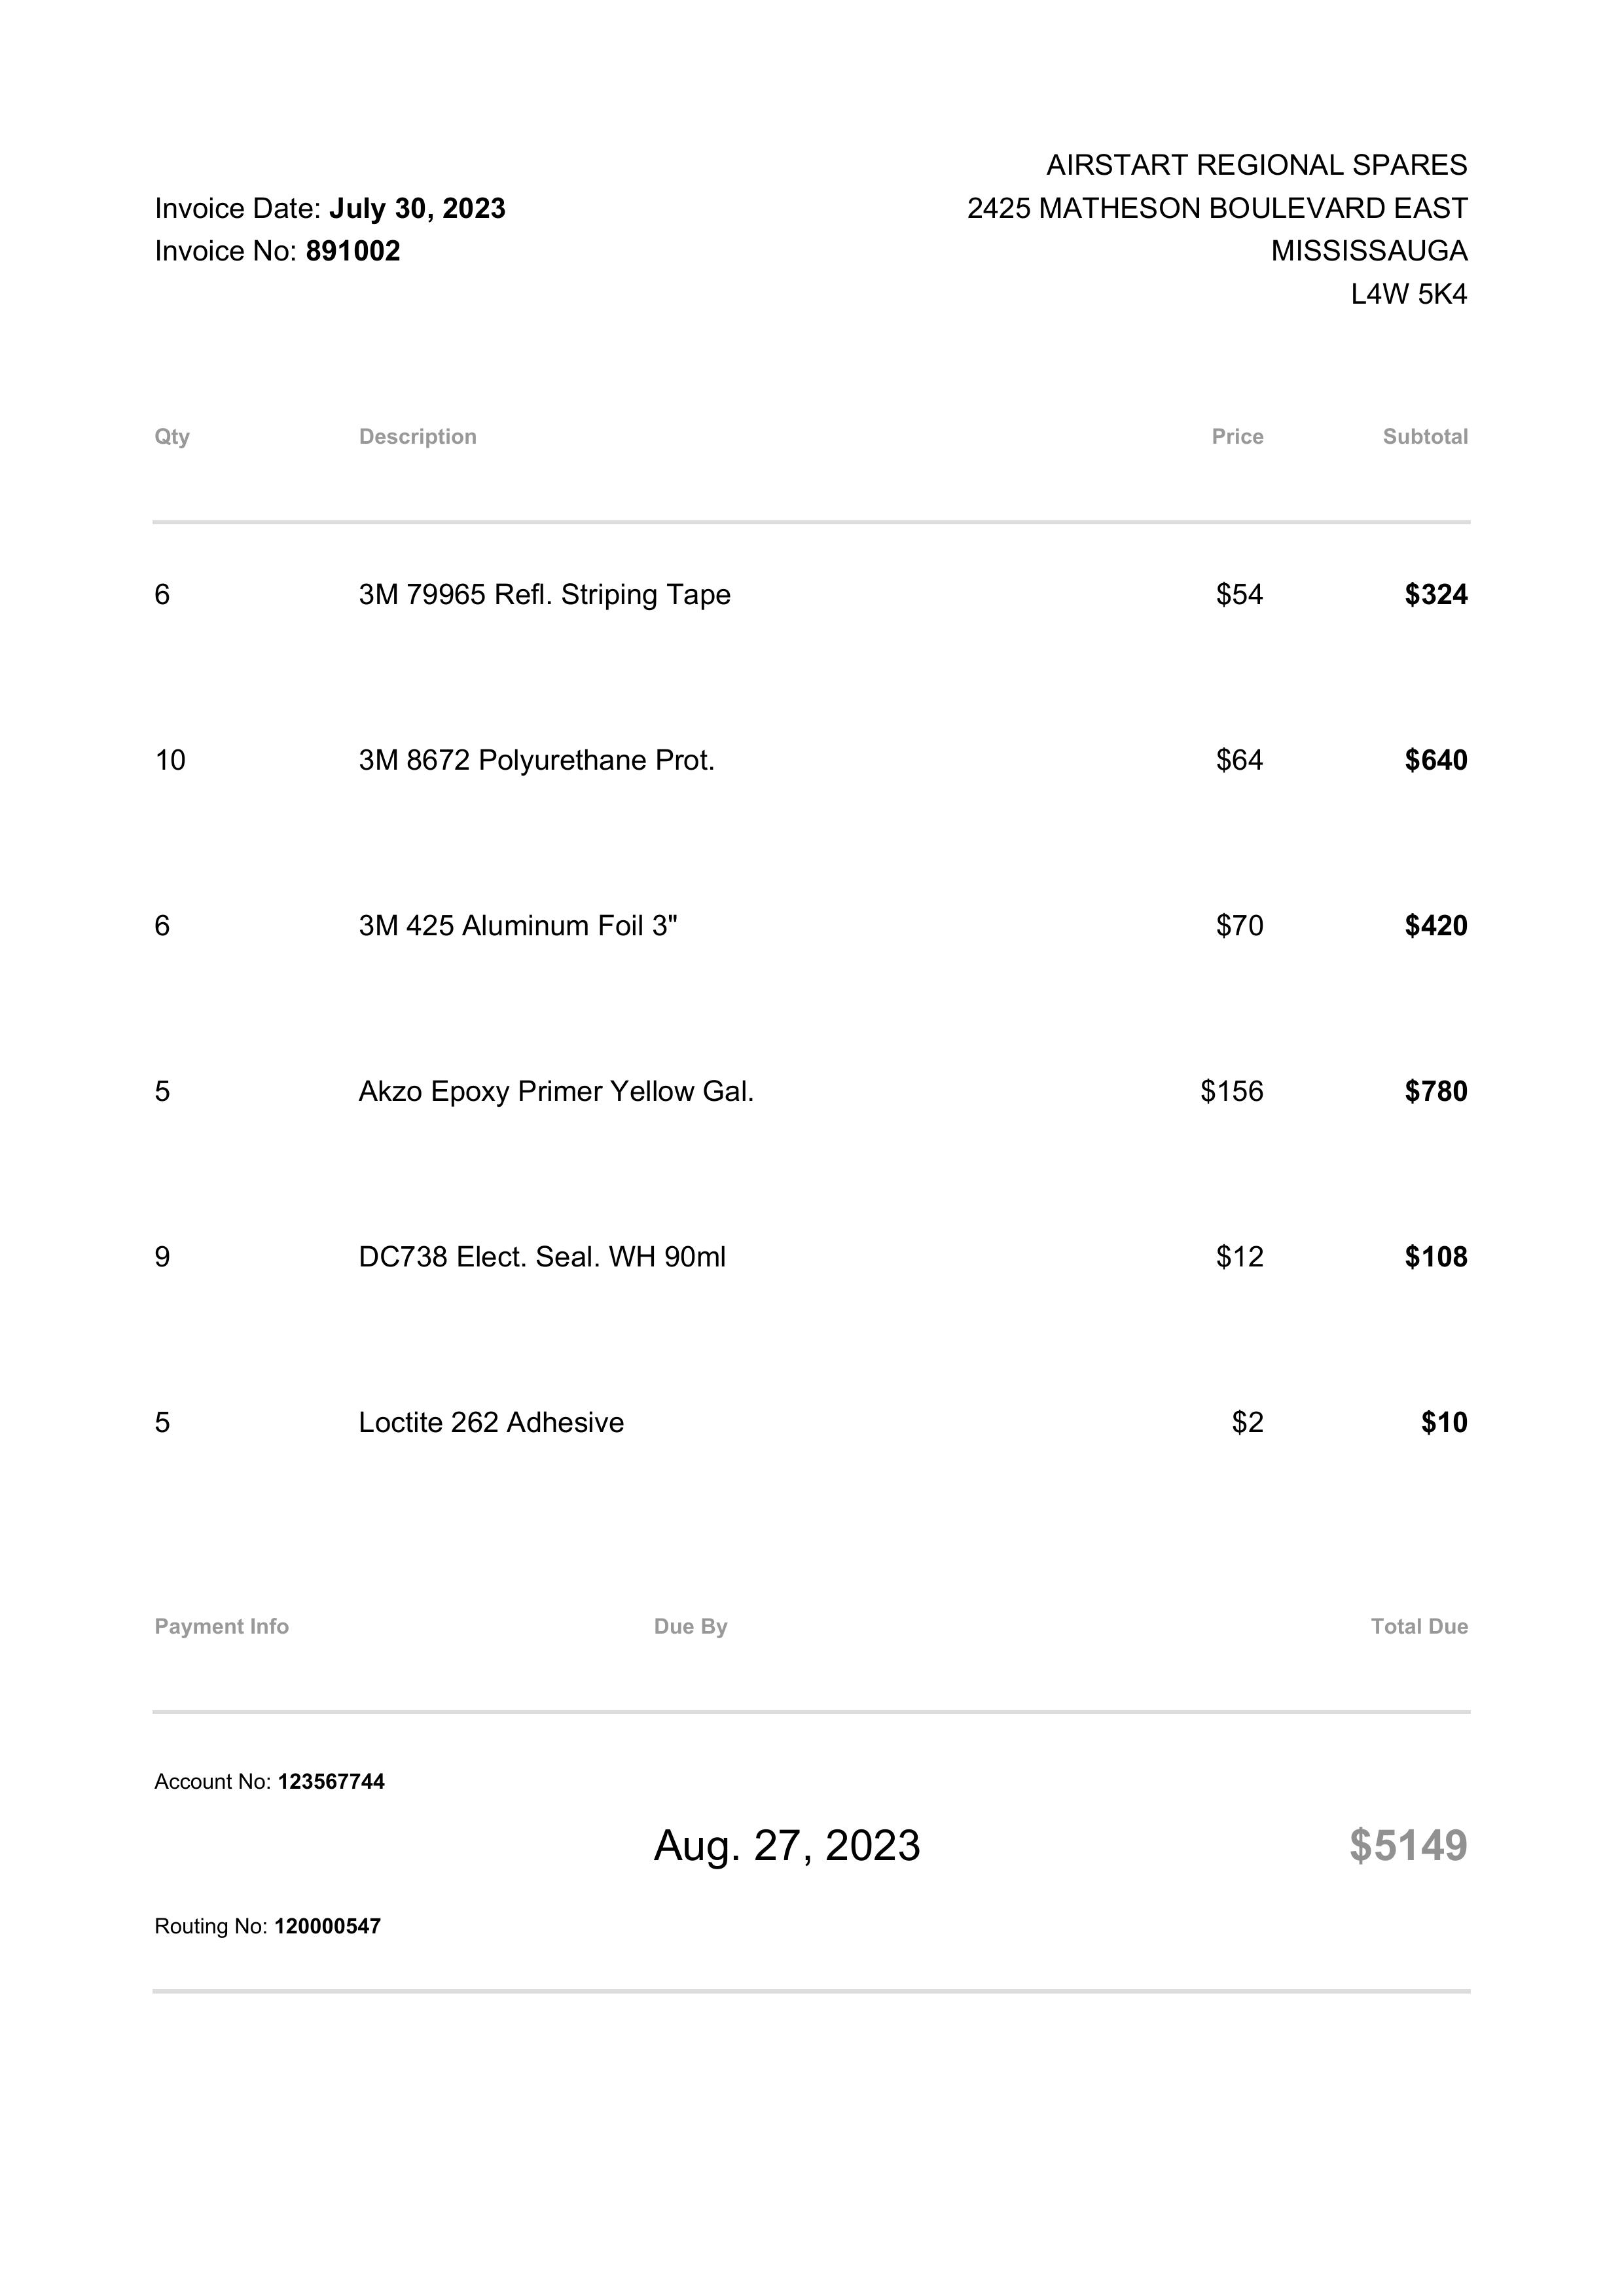 AIRSTART REGIONAL SPARES
Invoice Date: July 30, 2023 2425 MATHESON BOULEVARD EAST
Invoice No: 891002 MISSISSAUGA
L4W 5K4
Qty Description Price Subtotal
6 3M 79965 Refl. Striping Tape $54 $324
10 3M 8672 Polyurethane Prot. $64 $640
6 3M 425 Aluminum Foil 3" $70 $420
5 Akzo Epoxy Primer Yellow Gal. $156 $780
9 DC738 Elect. Seal. WH 90ml $12 $108
5 Loctite 262 Adhesive $2 $10
Payment Info Due By Total Due
Account No: 123567744
Aug. 27, 2023 $5149
Routing No: 120000547